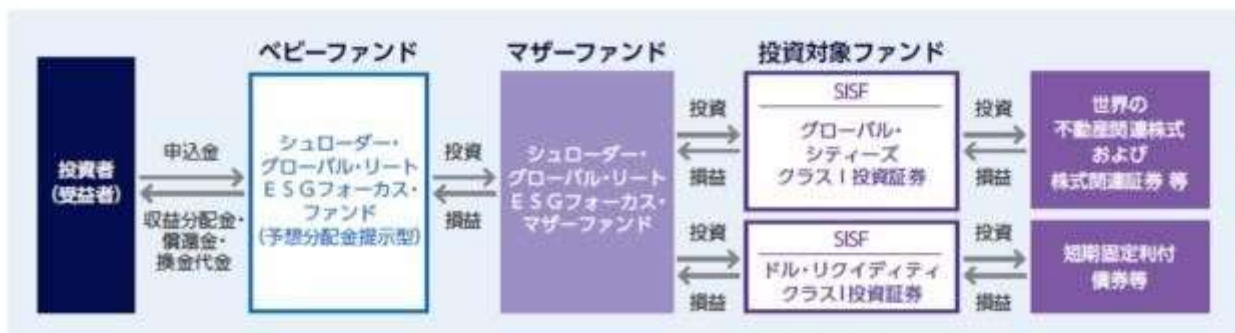 ベビーファンド
マザーファンド
投資対象ファンド
投資者
(受益者)
申込金
収益分配金・
償還金・
換金代金
シュローダー・
グローバル・リート
ESGフォーカス・
ファンド
(予想分配金提示型)
投資
損益
シュローダー・
グローバル・リート
ESGフォーカス・
マザーファンド
投資
損益
SISF
グローバル・
シティーズ
クラスI投資証券
投資
損益
世界の
不動産関連株式
および
株式関連証券 等
投資
損益
SISF
ドル・リクイディティ
クラスI投資証券
投資
損益
短期固定利付
債券等